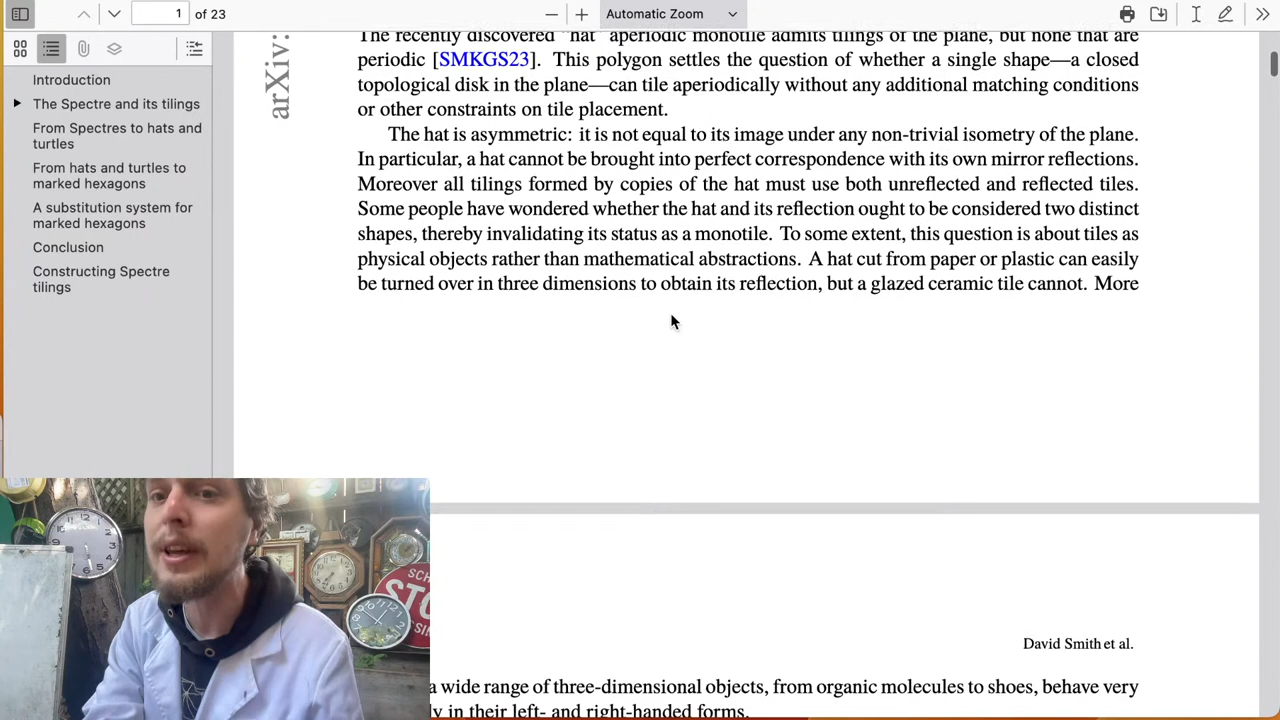 1
of 23
Automatic Zoom
Introduction
The Spectre and its tilings
From Spectres to hats and
turtles
From hats and turtles to
marked hexagons
A substitution system for
marked hexagons
Conclusion
Constructing Spectre
tilings
arXiv:
The recently discovered “hat” aperiodic monotile admits tilings of the plane, but none that are
periodic [SMKGS23]. This polygon settles the question of whether a single shape—a closed
topological disk in the plane—can tile aperiodically without any additional matching conditions
or other constraints on tile placement.
The hat is asymmetric: it is not equal to its image under any non-trivial isometry of the plane.
In particular, a hat cannot be brought into perfect correspondence with its own mirror reflections.
Moreover all tilings formed by copies of the hat must use both unreflected and reflected tiles.
Some people have wondered whether the hat and its reflection ought to be considered two distinct
shapes, thereby invalidating its status as a monotile. To some extent, this question is about tiles as
physical objects rather than mathematical abstractions. A hat cut from paper or plastic can easily
be turned over in three dimensions to obtain its reflection, but a glazed ceramic tile cannot. More
David Smith et al.
a wide range of three-dimensional objects, from organic molecules to shoes, behave very
in their left- and right-handed forms.
STO